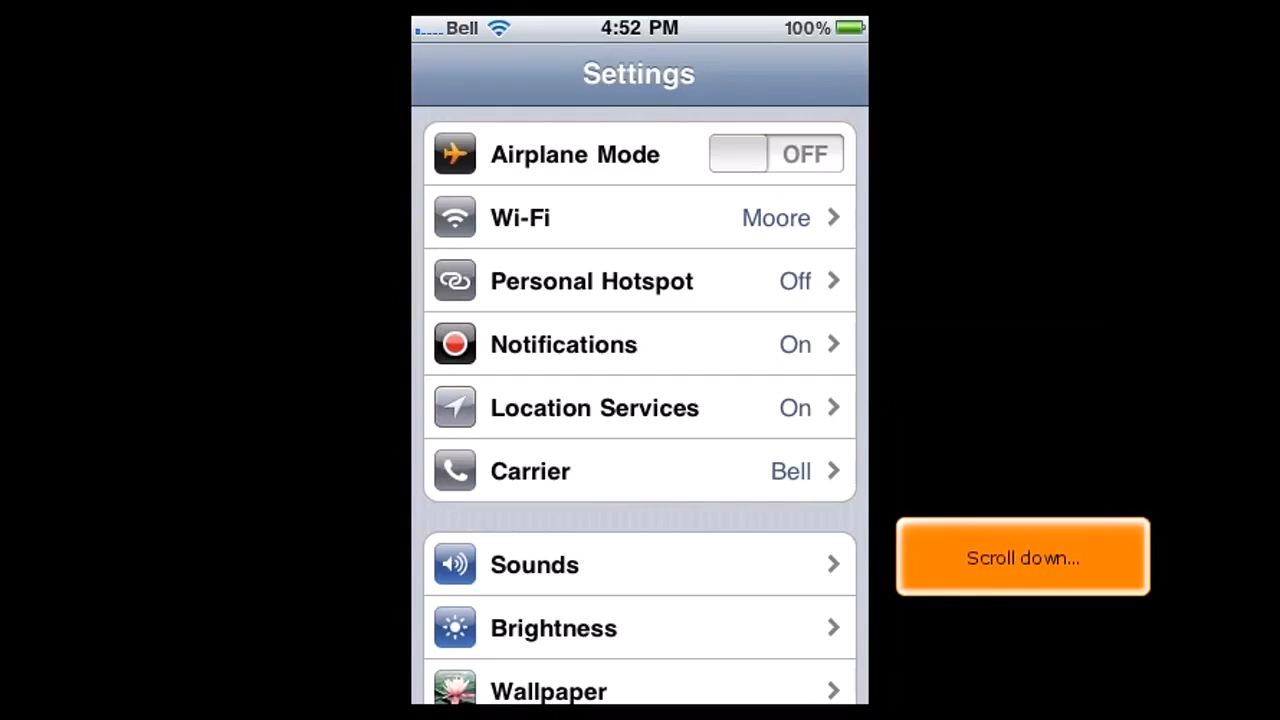 Bell 4:52 PM 100%
Settings
Airplane Mode OFF
Wi-Fi Moore
Personal Hotspot Off
Notifications On
Location Services On
Carrier Bell
Sounds
Scroll down...
Brightness
Wallpaper